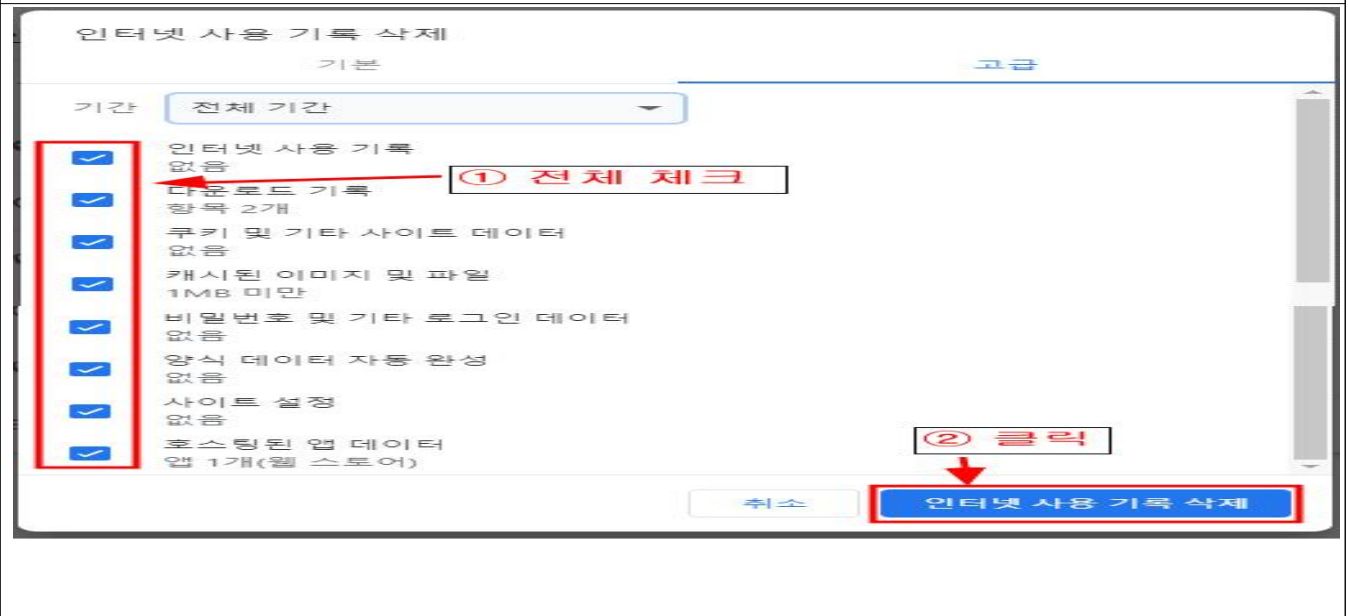 인터넷 사용 기록 삭제
기본
고급
기간
전체 기간
인터넷 사용 기록
없음
① 전체 체크
다운로드 기록
항목 2개
쿠키 및 기타 사이트 데이터
없음
캐시된 이미지 및 파일
1MB 미만
비밀번호 및 기타 로그인 데이터
없음
양식 데이터 자동 완성
없음
사이트 설정
없음
호스팅된 앱 데이터
앱 1개(웹 스토어)
② 클릭
취소
인터넷 사용 기록 삭제